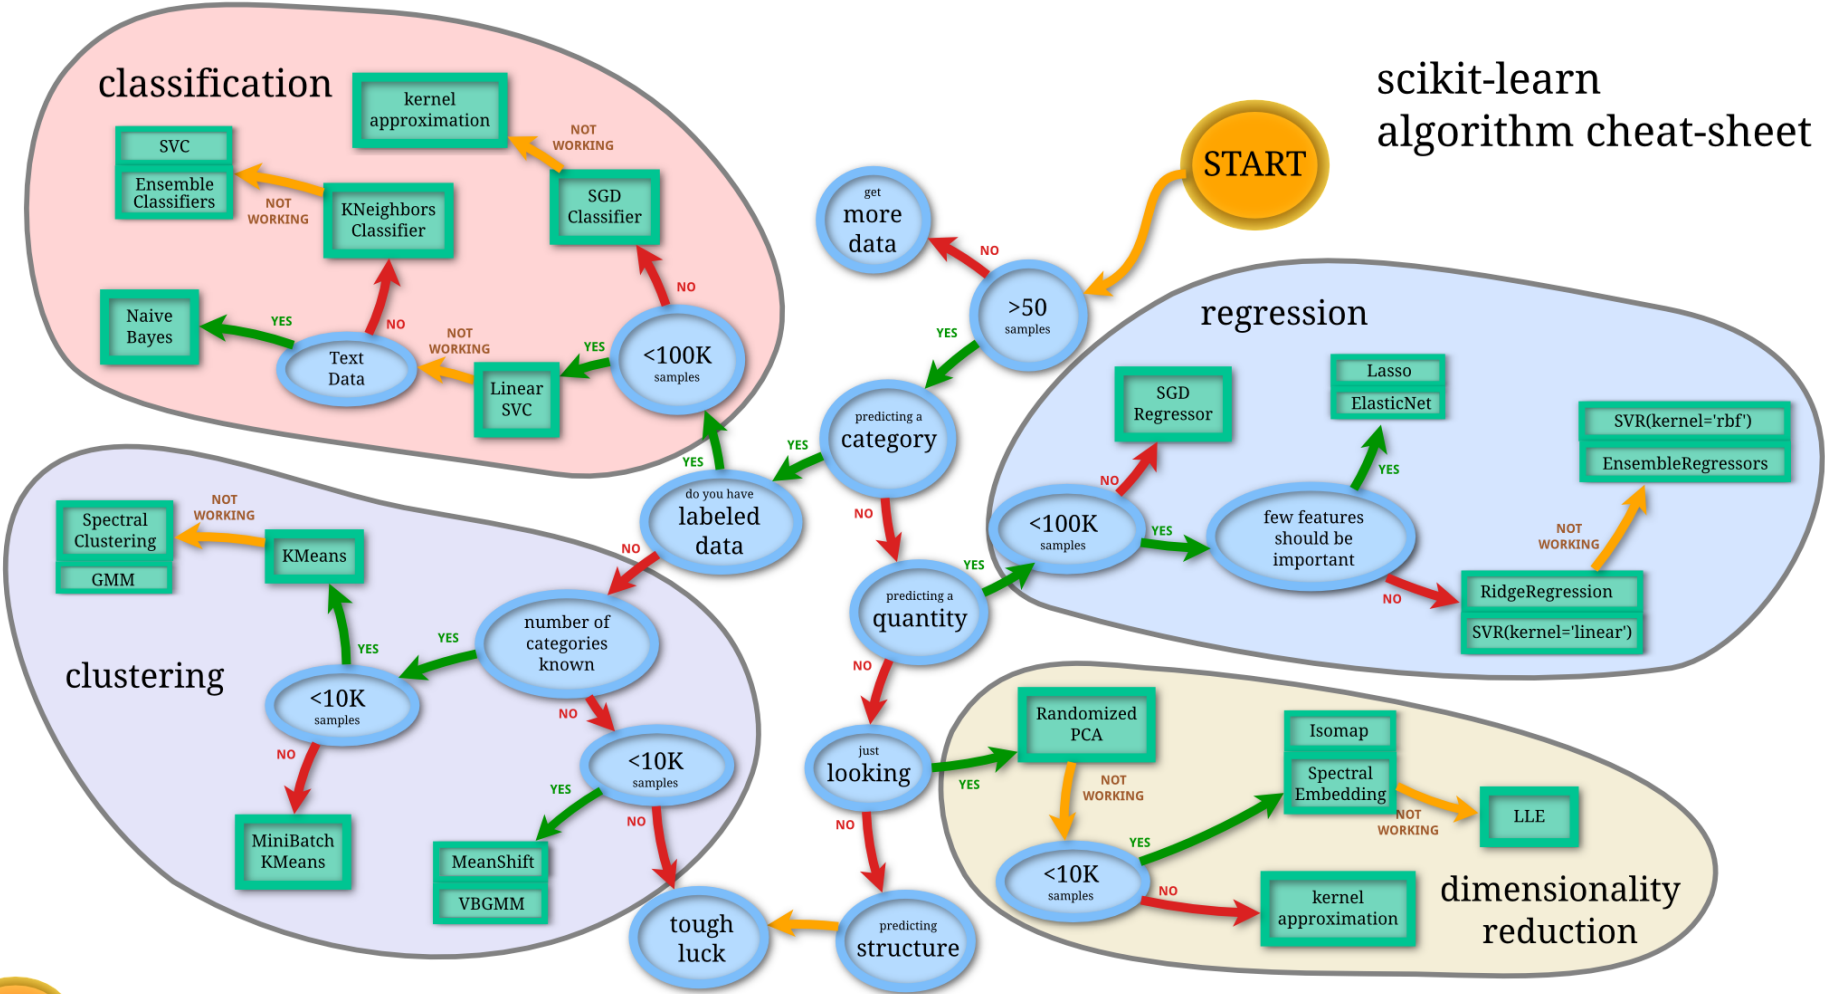 scikit-learn
algorithm cheat-sheet
START
classification
kernel
approximation
NOT
WORKING
SVC
Ensemble
Classifiers
NOT
WORKING
KNeighbors
Classifier
SGD
Classifier
NO
Naive
Bayes
YES
NO
Text
Data
NOT
WORKING
Linear
SVC
YES
<100K
samples
get
more
data
NO
>50
samples
YES
predicting a
category
YES
YES
do you have
labeled
data
NO
NO
predicting a
quantity
YES
NO
just
looking
YES
NO
predicting
structure
tough
luck
regression
SGD
Regressor
Lasso
ElasticNet
SVR(kernel='rbf')
EnsembleRegressors
NO
YES
<100K
samples
YES
few features
should be
important
NOT
WORKING
NO
RidgeRegression
SVR(kernel='linear')
clustering
Spectral
Clustering
GMM
NOT
WORKING
KMeans
YES
YES
number of
categories
known
<10K
samples
NO
NO
<10K
samples
YES
NO
MiniBatch
KMeans
MeanShift
VBGMM
Randomized
PCA
NOT
WORKING
Isomap
Spectral
Embedding
NOT
WORKING
LLE
YES
<10K
samples
NO
kernel
approximation
dimensionality
reduction